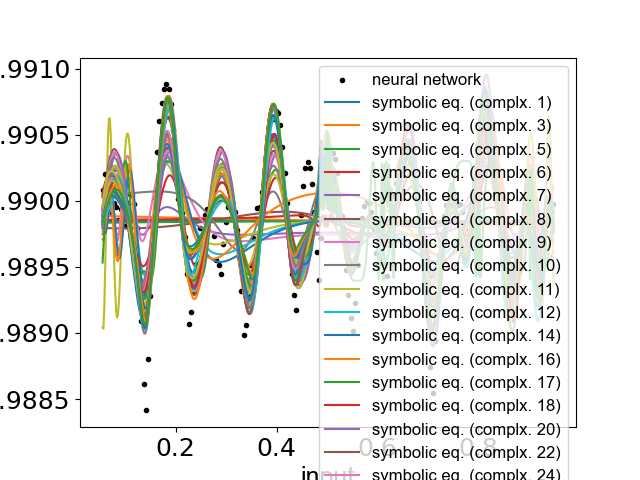 .9910
.9905
.9900
.9895
.9890
.9885
0.2
0.4
0.6
0.8
input
neural network
symbolic eq. (complx. 1)
symbolic eq. (complx. 3)
symbolic eq. (complx. 5)
symbolic eq. (complx. 6)
symbolic eq. (complx. 7)
symbolic eq. (complx. 8)
symbolic eq. (complx. 9)
symbolic eq. (complx. 10)
symbolic eq. (complx. 11)
symbolic eq. (complx. 12)
symbolic eq. (complx. 14)
symbolic eq. (complx. 16)
symbolic eq. (complx. 17)
symbolic eq. (complx. 18)
symbolic eq. (complx. 20)
symbolic eq. (complx. 22)
symbolic eq. (complx. 24)